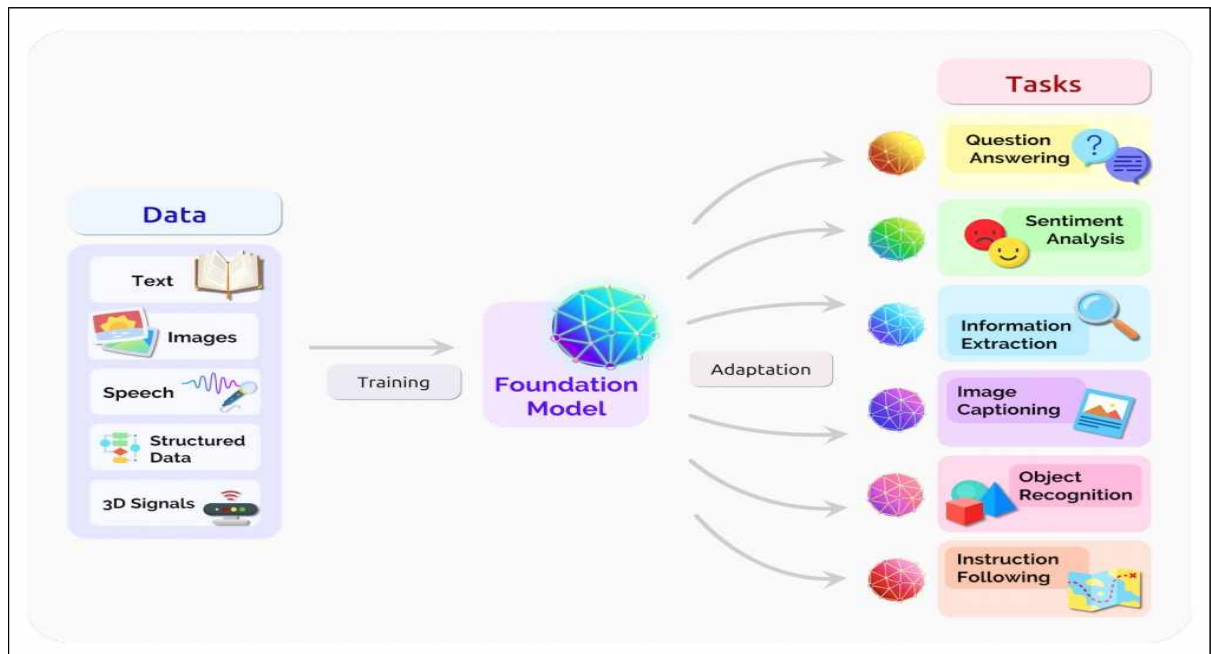 Data
Text
Images
Speech
Structured
Data
3D Signals
Training
Foundation
Model
Adaptation
Tasks
Question
Answering
?
Sentiment
Analysis
Information
Extraction
Image
Captioning
Object
Recognition
Instruction
Following